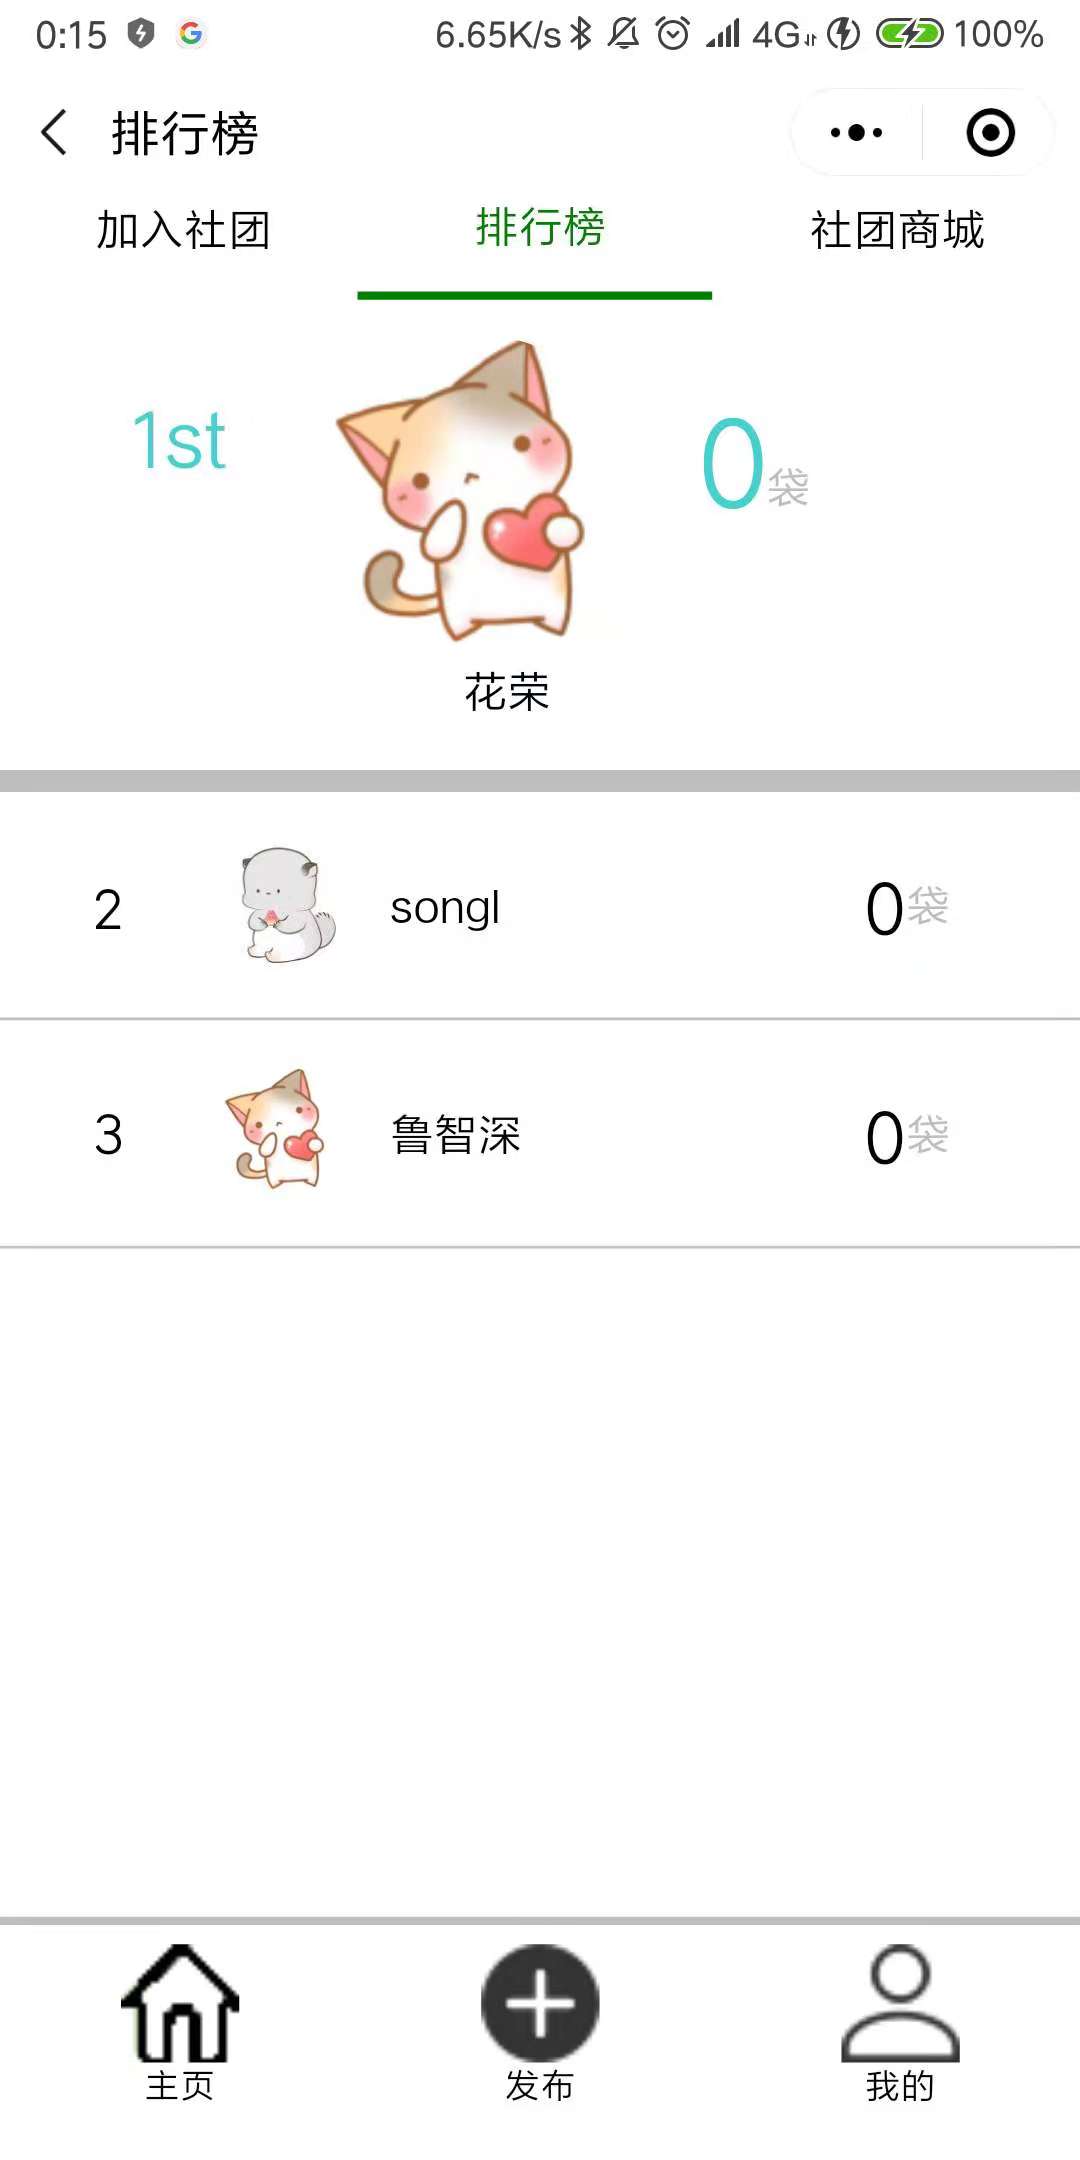 0:15 6.65K/s 4G 100%
排行榜
加入社团 排行榜 社团商城
1st 0袋
花荣
2 songl 0袋
3 鲁智深 0袋
主页 发布 我的